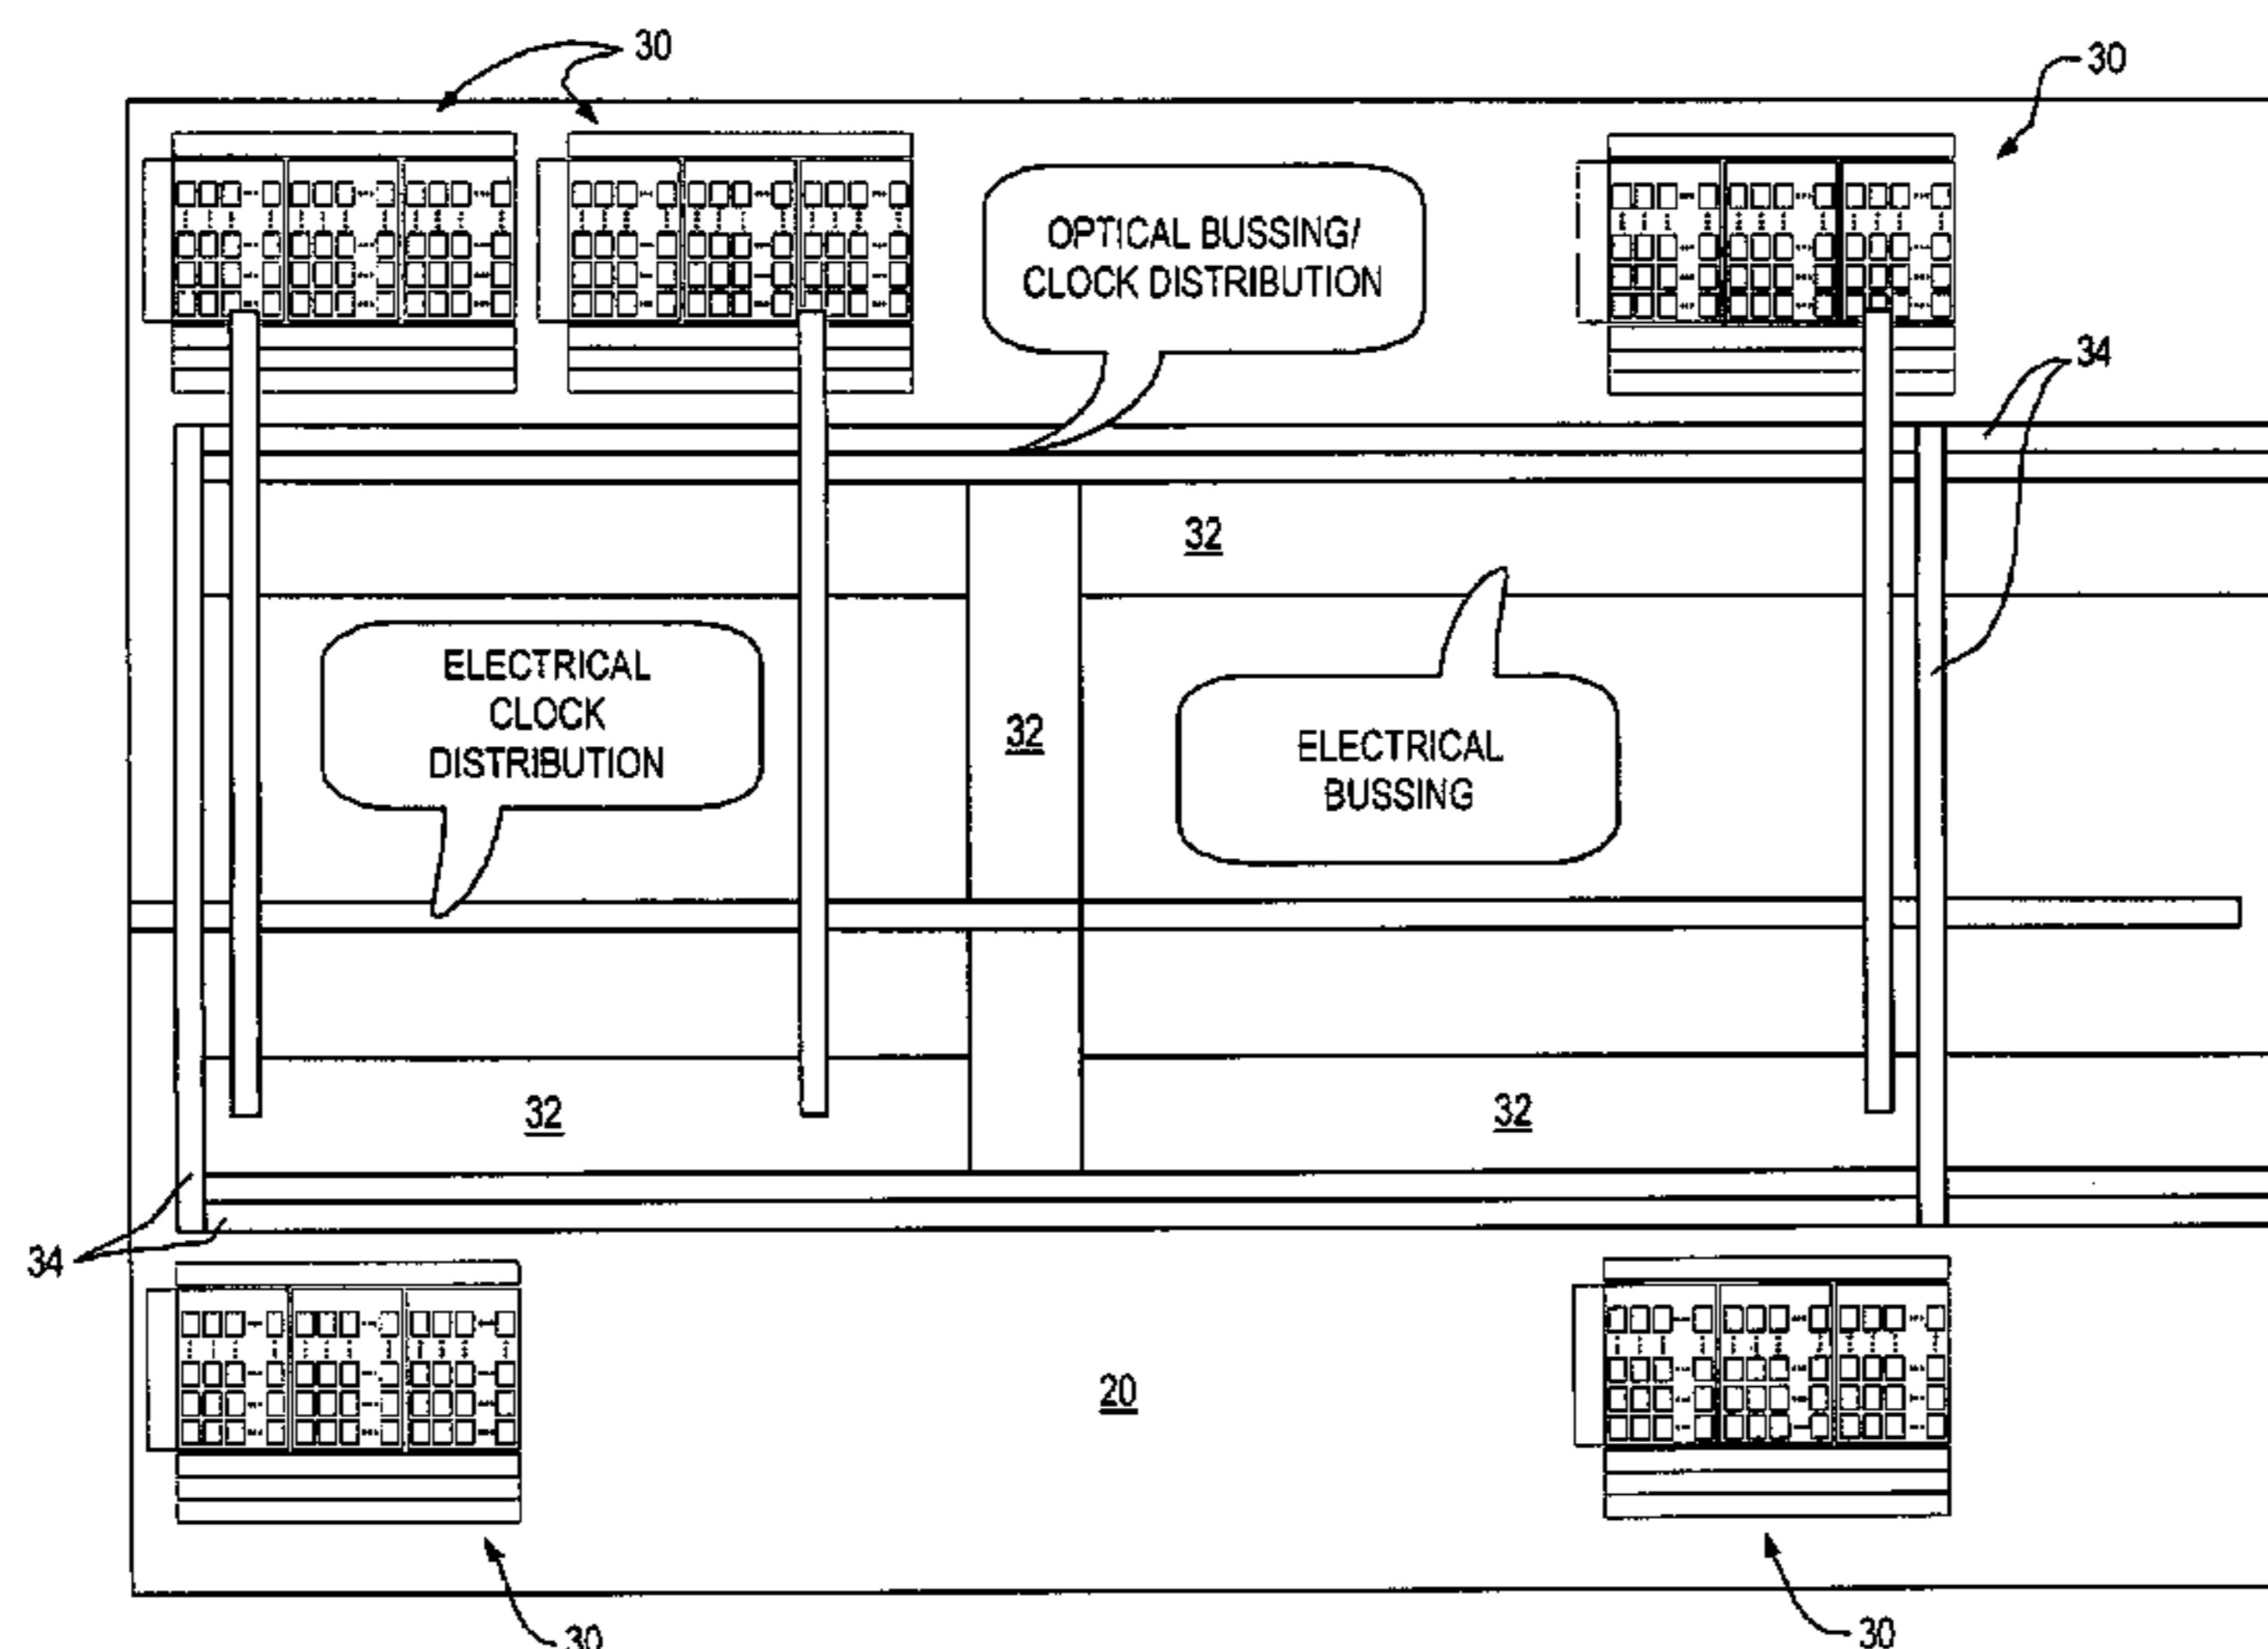 30
30
OPTICAL BUSSING/
CLOCK DISTRIBUTION
34
32
ELECTRICAL
CLOCK
DISTRIBUTION
32
ELECTRICAL
BUSSING
32
32
34
20
30
30